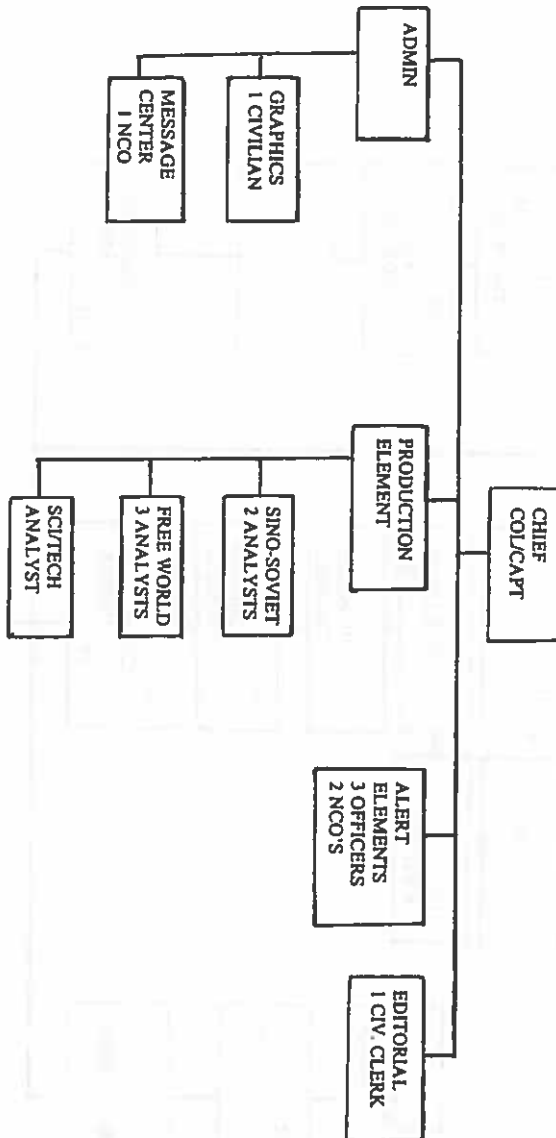 CHIEF
COL/CAPT
ADMIN
GRAPHICS
1 CIVILIAN
MESSAGE
CENTER
1 NCO
PRODUCTION
ELEMENT
SINO-SOVIET
2 ANALYSTS
FREE WORLD
3 ANALYSTS
SCI/TECH
ANALYST
ALERT
ELEMENTS
3 OFFICERS
2 NCO'S
EDITORIAL
1 CIV. CLERK